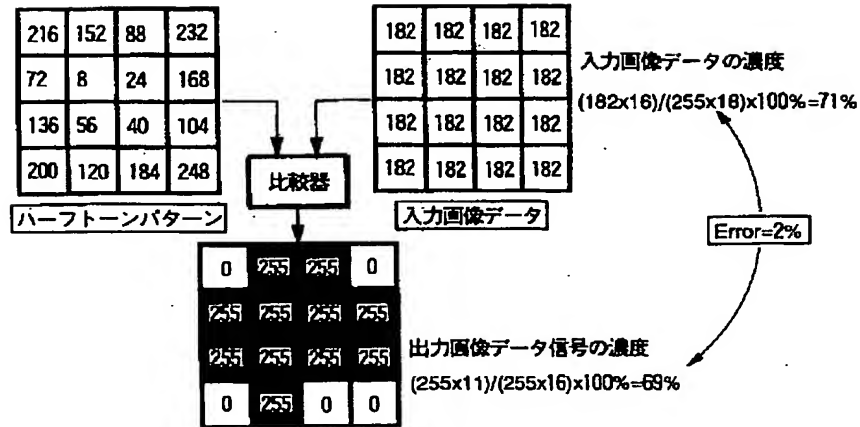 216 152 88 232
72 8 24 168
136 56 40 104
200 120 184 248
ハーフトーンパターン
182 182 182 182
182 182 182 182
182 182 182 182
182 182 182 182
入力画像データ
入力画像データの濃度
(182x16)/(255x18)x100%=71%
比較器
Error=2%
0 255 255 0
255 255 255 255
255 255 255 255
0 255 0 0
出力画像データ信号の濃度
(255x11)/(255x16)x100%=69%